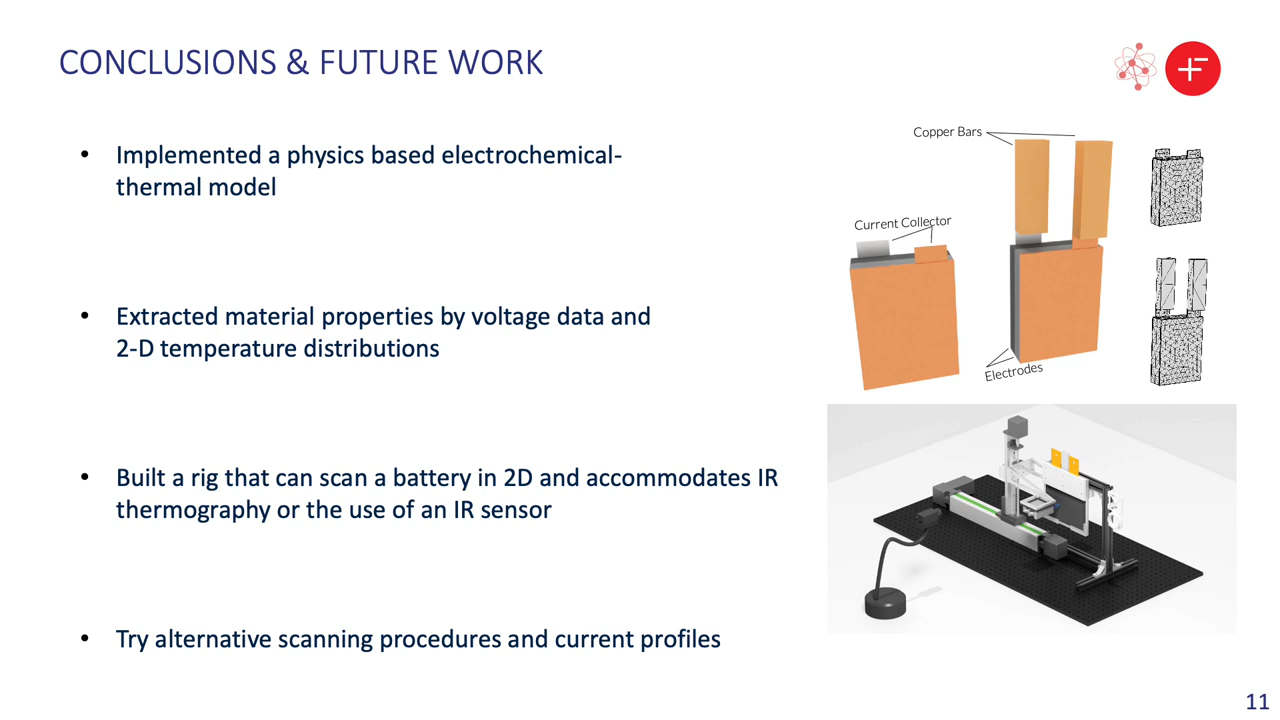 CONCLUSIONS & FUTURE WORK
• Implemented a physics based electrochemical-
thermal model
• Extracted material properties by voltage data and
2-D temperature distributions
• Built a rig that can scan a battery in 2D and accommodates IR
thermography or the use of an IR sensor
• Try alternative scanning procedures and current profiles
Copper Bars
Current Collector
Electrodes
11